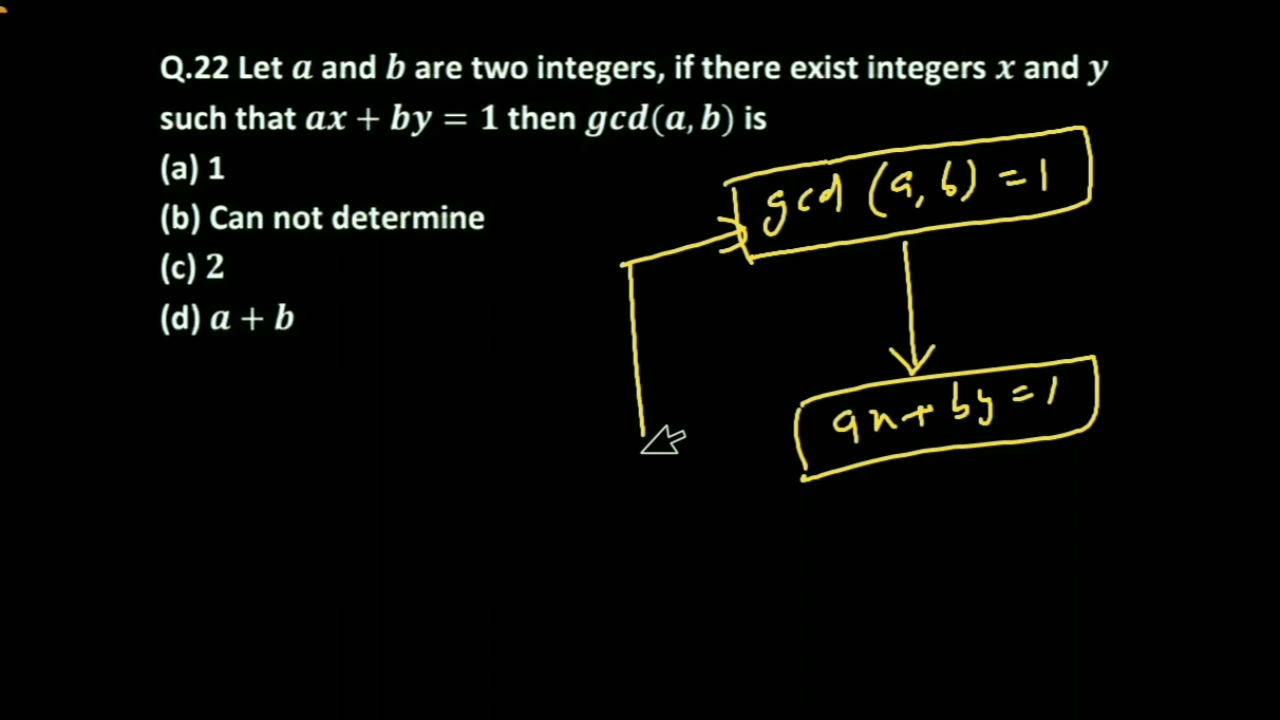 Q.22 Let a and b are two integers, if there exist integers x and y
such that ax + by = 1 then gcd(a, b) is
(a) 1
(b) Can not determine
(c) 2
(d) a + b
gcd (a, b) = 1
ax + by = 1